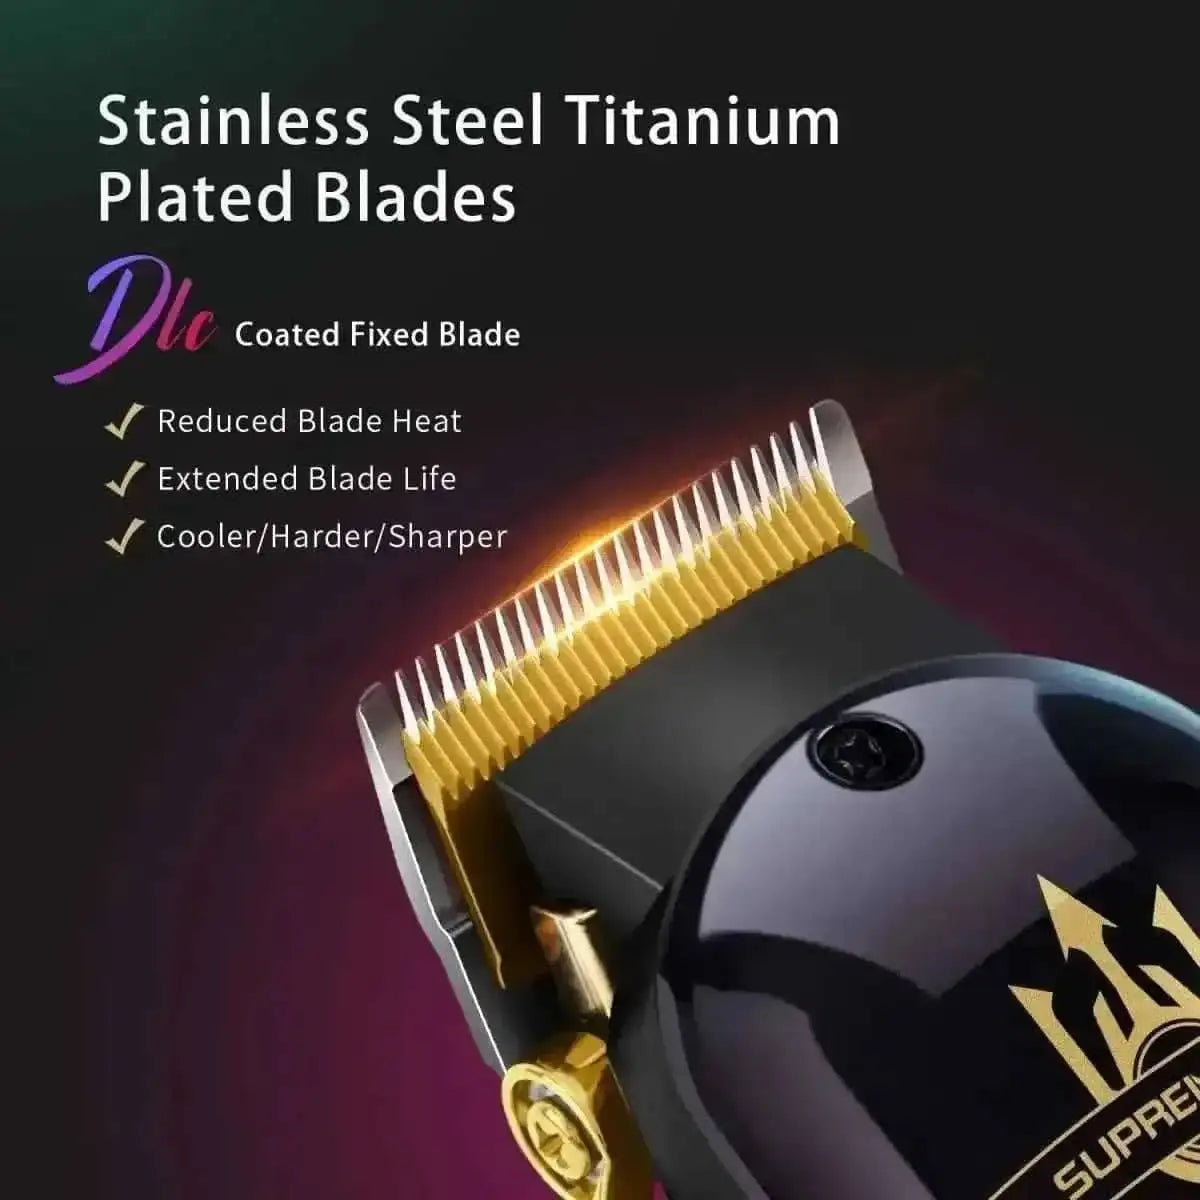 Stainless Steel Titanium
Plated Blades
Dlc Coated Fixed Blade
Reduced Blade Heat
Extended Blade Life
Cooler/Harder/Sharper